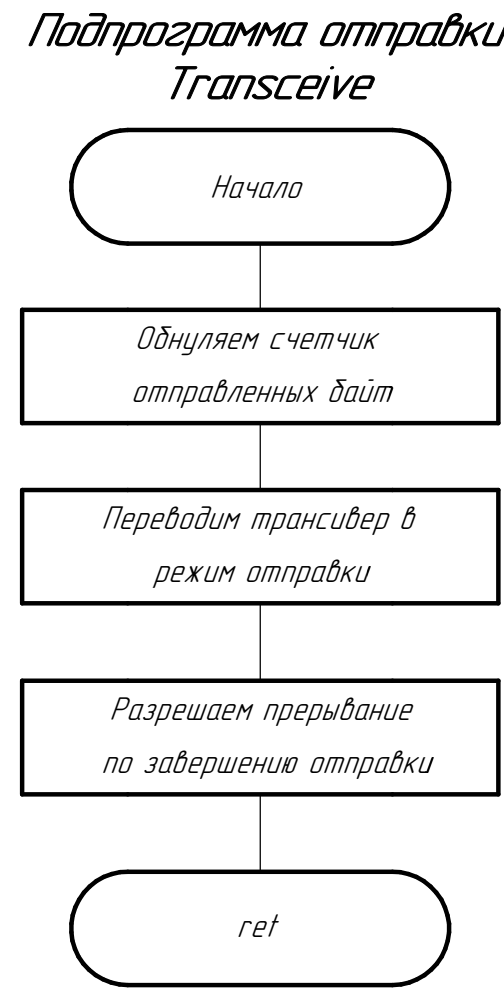 Подпрограмма отправки
Transceive
Начало
Обнуляем счетчик
отправленных байт
Переводим трансивер в
режим отправки
Разрешаем прерывание
по завершению отправки
ret